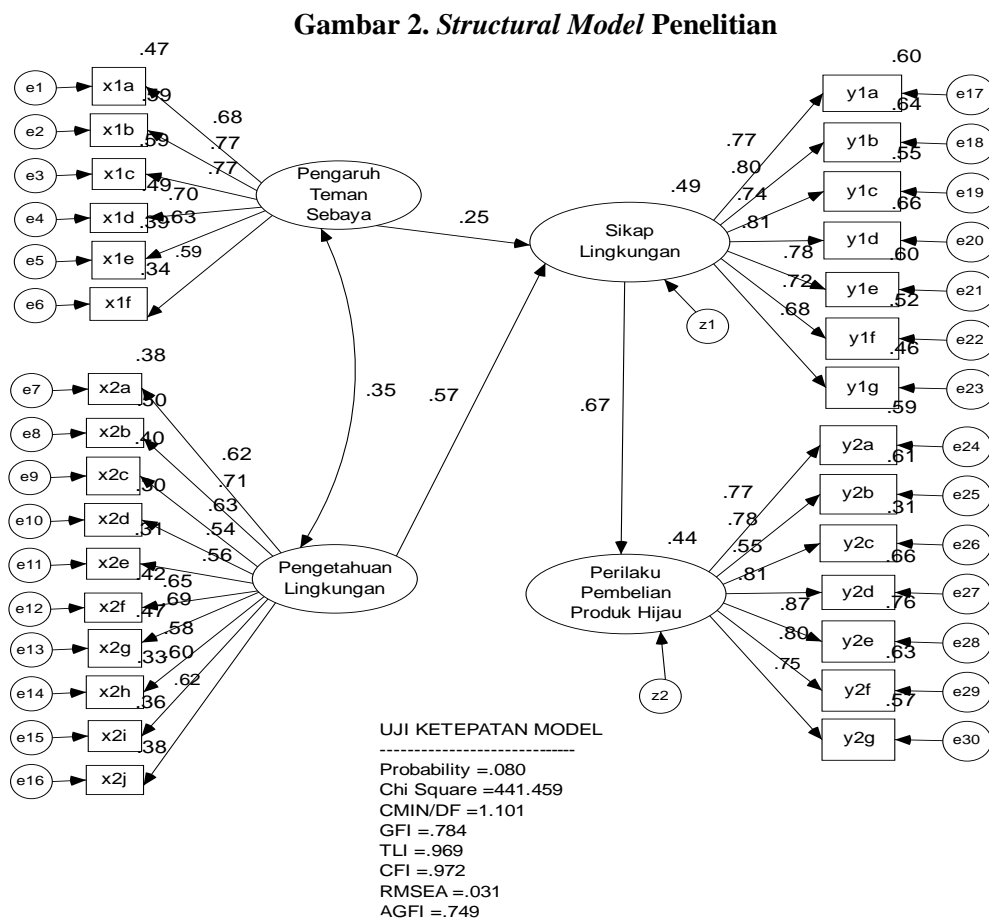 Gambar 2. Structural Model Penelitian
.47
e1
x1a
.59
e2
x1b
.59
e3
x1c
.49
e4
x1d
.39
e5
x1e
.34
e6
x1f
.68
.77
.77
.70
.63
.59
Pengaruh
Teman
Sebaya
.25
.35
.38
e7
x2a
.50
e8
x2b
.40
e9
x2c
.30
e10
x2d
.31
e11
x2e
.42
e12
x2f
.47
e13
x2g
.33
e14
x2h
.36
e15
x2i
.38
e16
x2j
.62
.71
.63
.54
.56
.65
.69
.58
.60
.62
Pengetahuan
Lingkungan
.57
.49
Sikap
Lingkungan
z1
.67
.77
.80
.74
.81
.78
.72
.68
.60
y1a
e17
.64
y1b
e18
.55
y1c
e19
.66
y1d
e20
.60
y1e
e21
.52
y1f
e22
.46
y1g
e23
.44
Perilaku
Pembelian
Produk Hijau
z2
.77
.78
.55
.81
.87
.80
.75
.59
y2a
e24
.61
y2b
e25
.31
y2c
e26
.66
y2d
e27
.76
y2e
e28
.63
y2f
e29
.57
y2g
e30
UJI KETEPATAN MODEL
------------------------------
Probability =.080
Chi Square =441.459
CMIN/DF =1.101
GFI =.784
TLI =.969
CFI =.972
RMSEA =.031
AGFI =.749